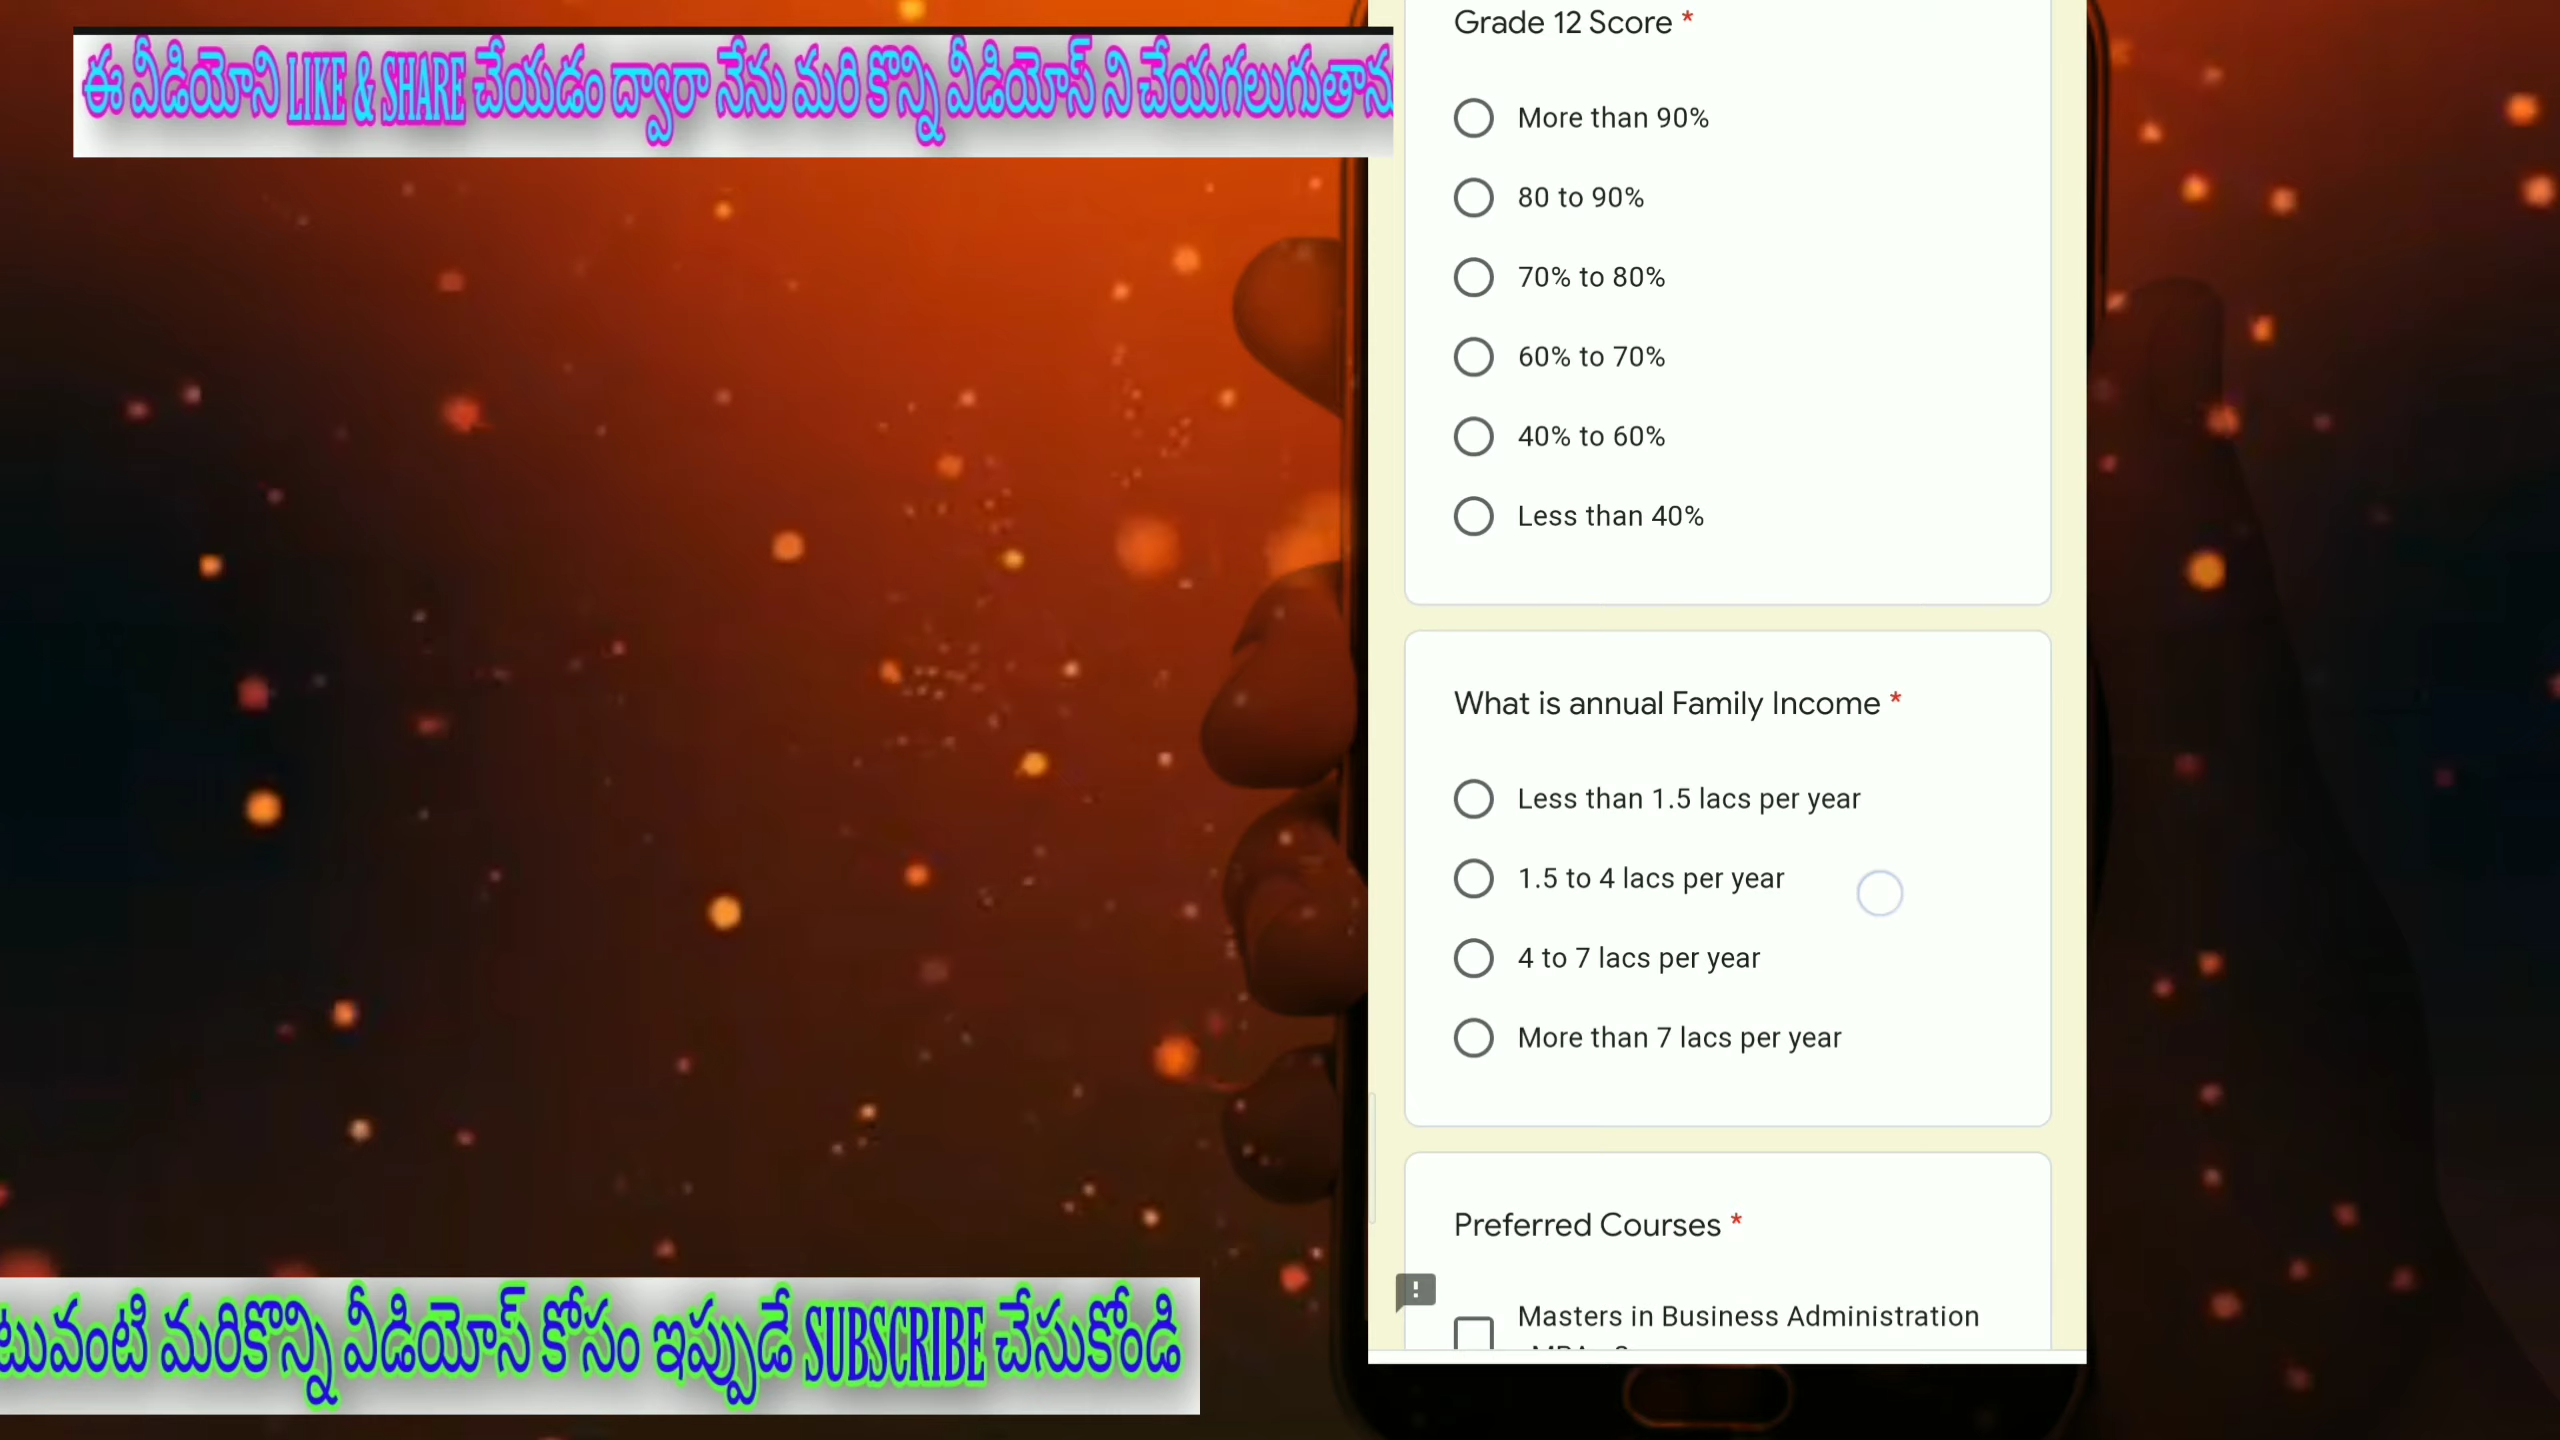 ఈ వీడియోని LIKE & SHARE చేయడం ద్వారా నేను మరి కొన్ని వీడియోస్ ని చేయగలుగుతాను
Grade 12 Score *
More than 90%
80 to 90%
70% to 80%
60% to 70%
40% to 60%
Less than 40%
What is annual Family Income *
Less than 1.5 lacs per year
1.5 to 4 lacs per year
4 to 7 lacs per year
More than 7 lacs per year
Preferred Courses *
Masters in Business Administration
టువంటి మరికొన్ని వీడియోస్ కోసం ఇప్పుడే SUBSCRIBE చేసుకోండి